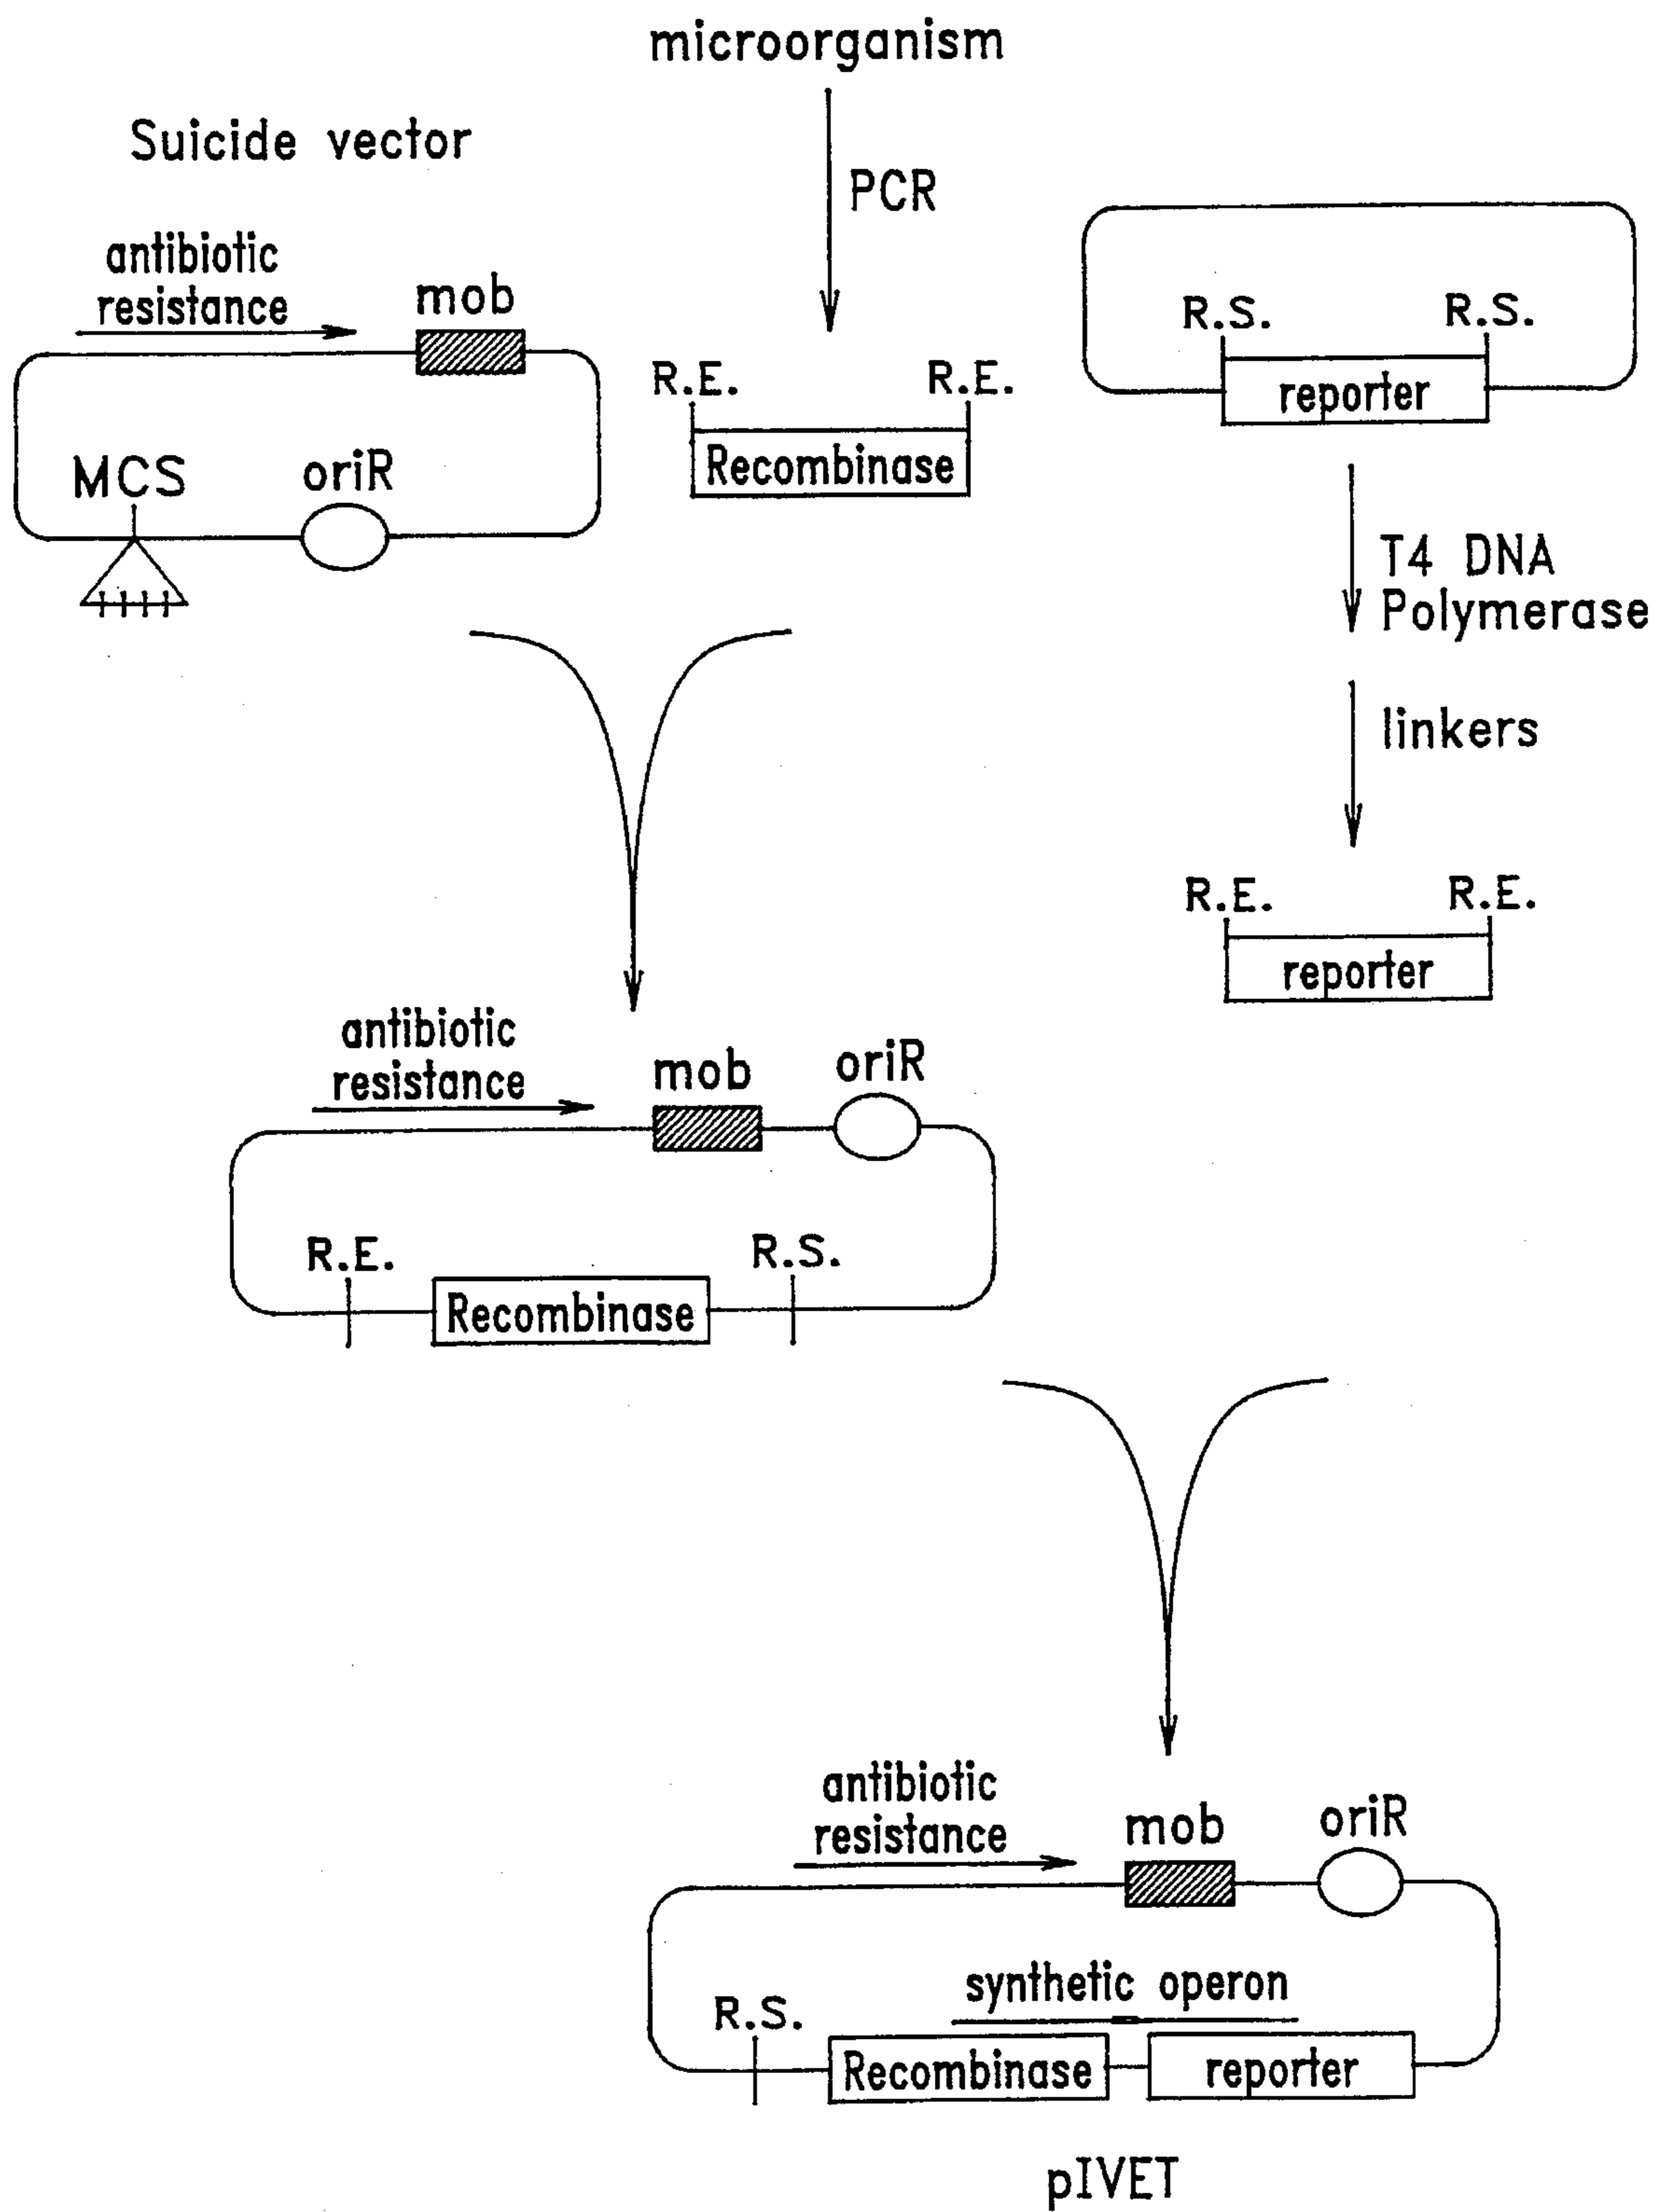 microorganism
Suicide vector
PCR
antibiotic
resistance
mob
R.S.
R.S.
reporter
R.E.
R.E.
Recombinase
MCS
oriR
T4 DNA
Polymerase
linkers
R.E.
R.E.
reporter
antibiotic
resistance
mob
oriR
R.E.
R.S.
Recombinase
antibiotic
resistance
mob
oriR
synthetic operon
R.S.
Recombinase
reporter
pIVET